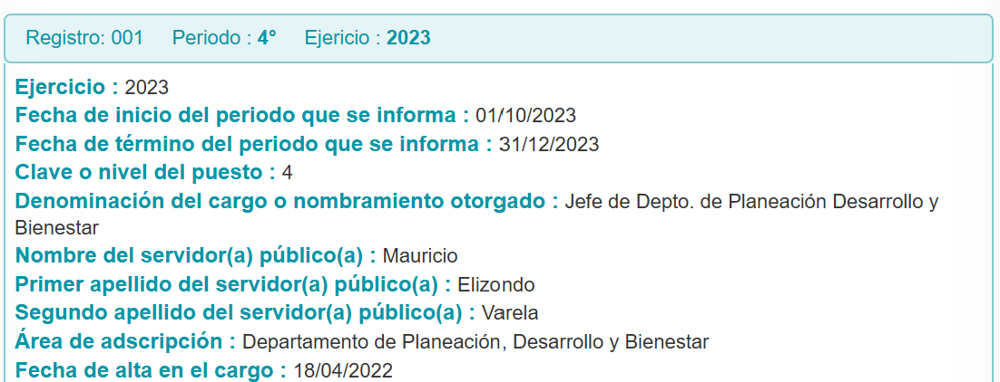 Registro: 001 Periodo : 4° Ejericio : 2023
Ejercicio : 2023
Fecha de inicio del periodo que se informa : 01/10/2023
Fecha de término del periodo que se informa : 31/12/2023
Clave o nivel del puesto : 4
Denominación del cargo o nombramiento otorgado : Jefe de Depto. de Planeación Desarrollo y
Bienestar
Nombre del servidor(a) público(a) : Mauricio
Primer apellido del servidor(a) público(a) : Elizondo
Segundo apellido del servidor(a) público(a) : Varela
Área de adscripción : Departamento de Planeación, Desarrollo y Bienestar
Fecha de alta en el cargo : 18/04/2022